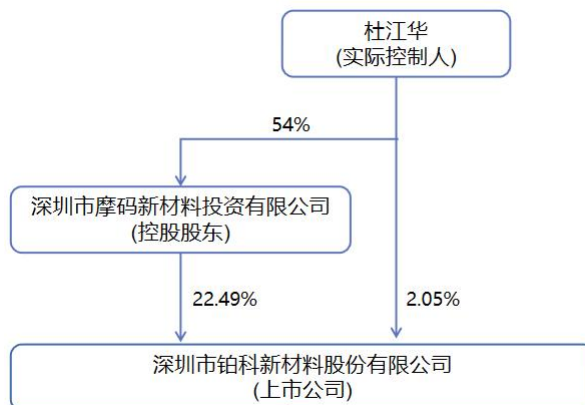 杜江华
(实际控制人)
54%
深圳市摩码新材料投资有限公司
(控股股东)
22.49%
2.05%
深圳市铂科新材料股份有限公司
(上市公司)